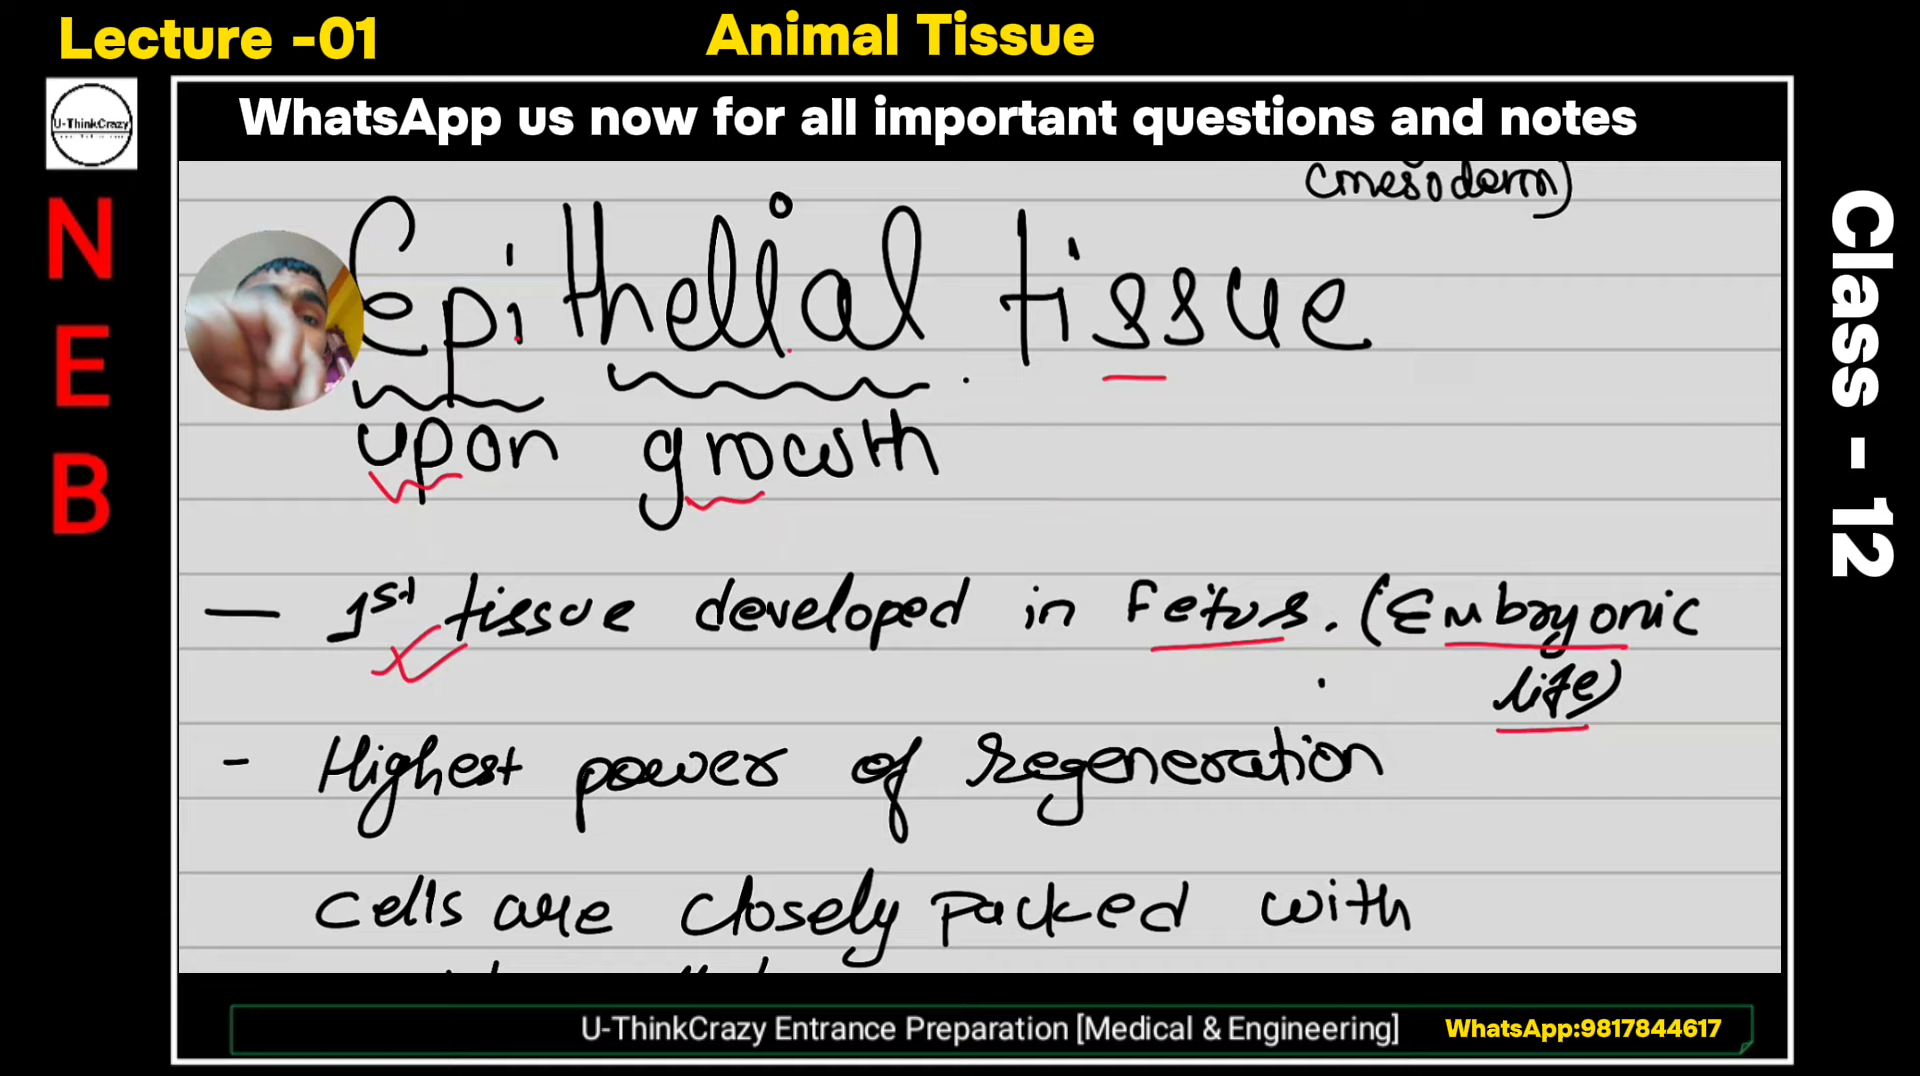 Lecture -01
Animal Tissue
U-ThinkCrazy
WhatsApp us now for all important questions and notes
NEB
Class - 12
(mesoderm)
Epithelial tissue
upon growth
— 1st tissue developed in Fetus. (Embryonic
life)
- Highest power of regeneration
cells are closely packed with
U-ThinkCrazy Entrance Preparation [Medical & Engineering]
WhatsApp:9817844617